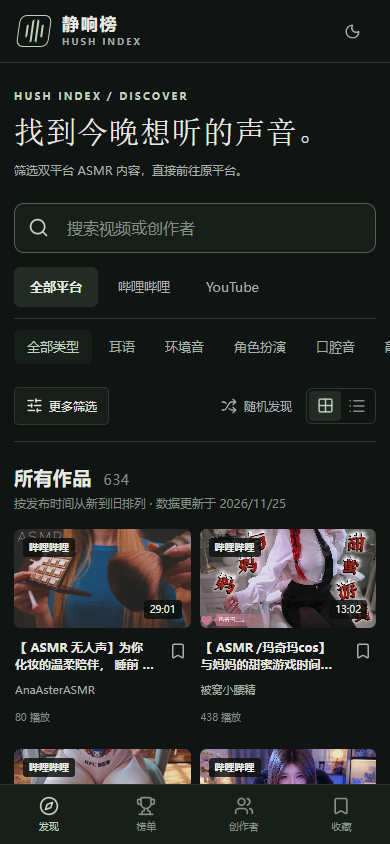 静响榜
HUSH INDEX
HUSH INDEX / DISCOVER
找到今晚想听的声音。
筛选双平台 ASMR 内容，直接前往原平台。
搜索视频或创作者
全部平台 哔哩哔哩 YouTube
全部类型 耳语 环境音 角色扮演 口腔音
更多筛选 随机发现
所有作品 634
按发布时间从新到旧排列 · 数据更新于 2026/11/25
ASMR
哔哩哔哩
29:01
【 ASMR 无人声】为你
化妆的温柔陪伴， 睡前 ...
AnaAsterASMR
80 播放
哔哩哔哩
妈
妈
甜
蜜
游
戏
13:02
【 ASMR /玛奇玛cos】
与妈妈的甜蜜游戏时间...
被窝小腰精
438 播放
哔哩哔哩
哔哩哔哩
发现 榜单 创作者 收藏